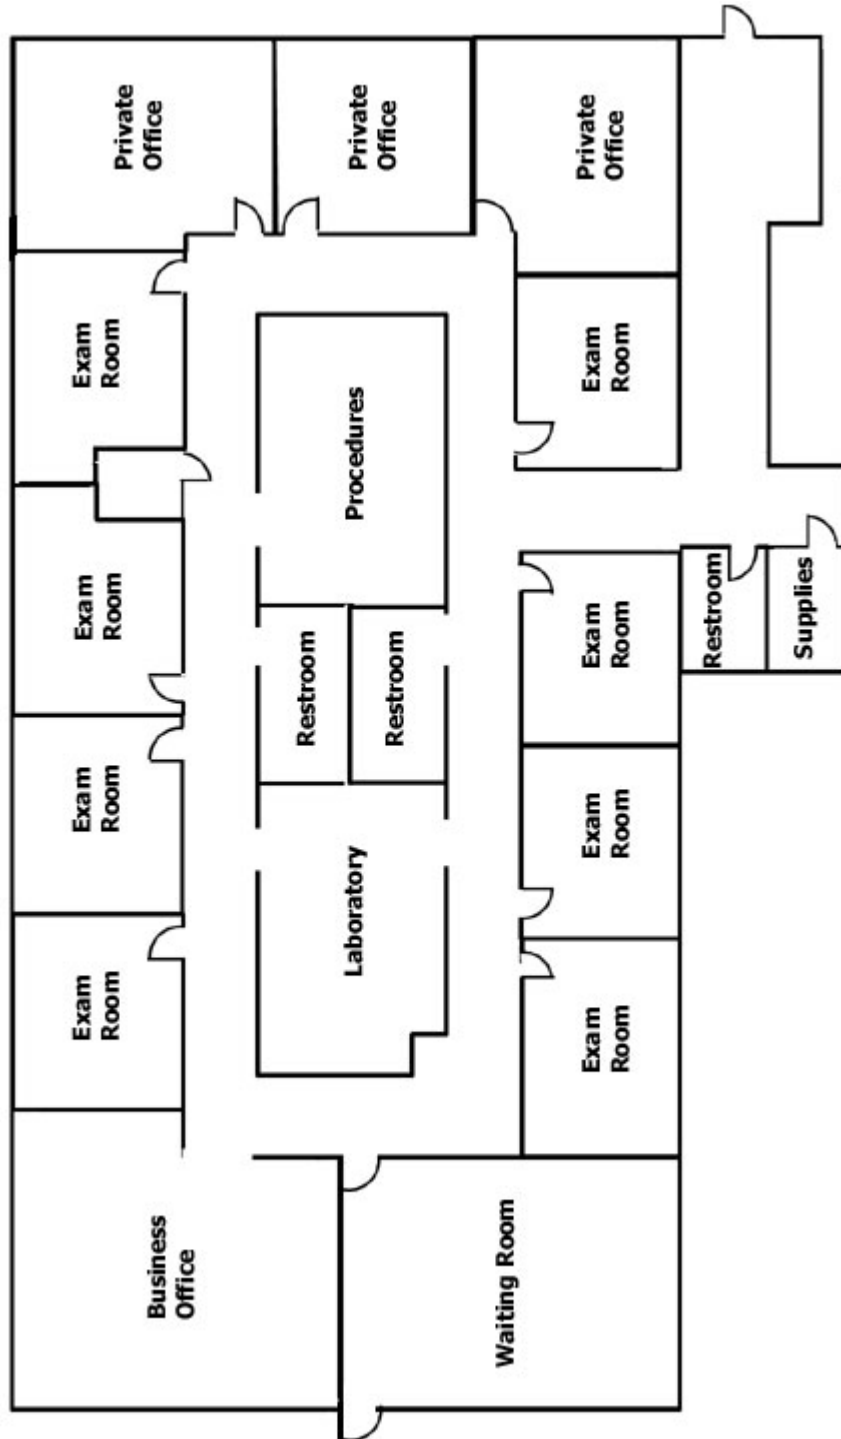 Business
Office
Exam
Room
Exam
Room
Exam
Room
Exam
Room
Private
Office
Laboratory
Restroom
Restroom
Procedures
Private
Office
Waiting Room
Exam
Room
Exam
Room
Exam
Room
Exam
Room
Private
Office
Restroom
Supplies